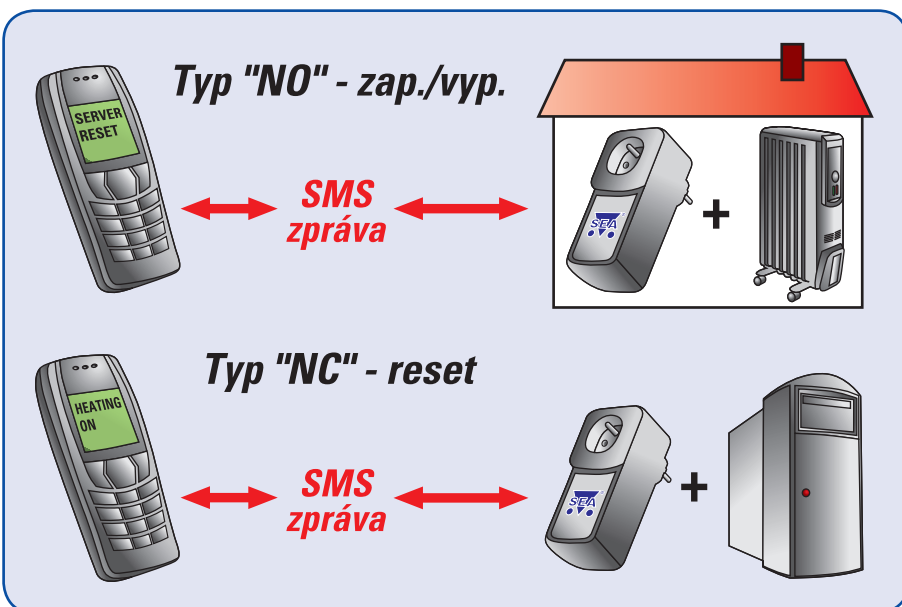 Typ "NO" - zap./vyp.
SERVER
RESET
SMS
zpráva
SEA
+
Typ "NC" - reset
HEATING
ON
SMS
zpráva
SEA
+